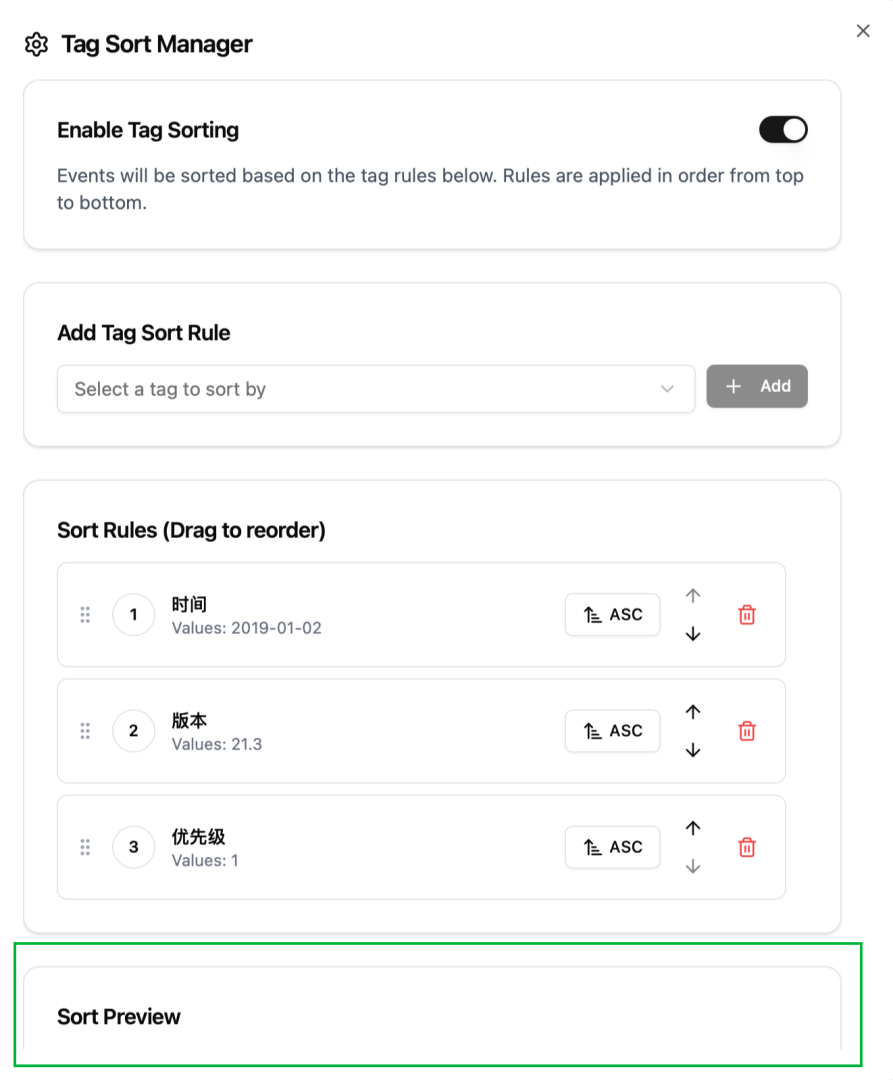 Tag Sort Manager
Enable Tag Sorting
Events will be sorted based on the tag rules below. Rules are applied in order from top
to bottom.
Add Tag Sort Rule
Select a tag to sort by
Add
Sort Rules (Drag to reorder)
1
时间
Values: 2019-01-02
ASC
2
版本
Values: 21.3
ASC
3
优先级
Values: 1
ASC
Sort Preview